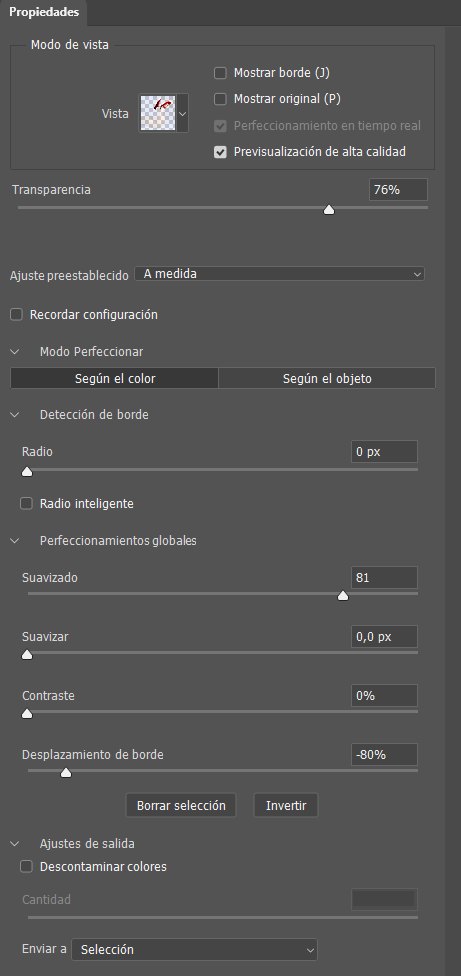 Propiedades
Modo de vista
Mostrar borde (J)
Vista
Mostrar original (P)
Perfeccionamiento en tiempo real
Previsualización de alta calidad
Transparencia 76%
Ajuste preestablecido A medida
Recordar configuración
Modo Perfeccionar
Según el color Según el objeto
Detección de borde
Radio 0 px
Radio inteligente
Perfeccionamientos globales
Suavizado 81
Suavizar 0,0 px
Contraste 0%
Desplazamiento de borde -80%
Borrar selección Invertir
Ajustes de salida
Descontaminar colores
Cantidad
Enviar a Selección